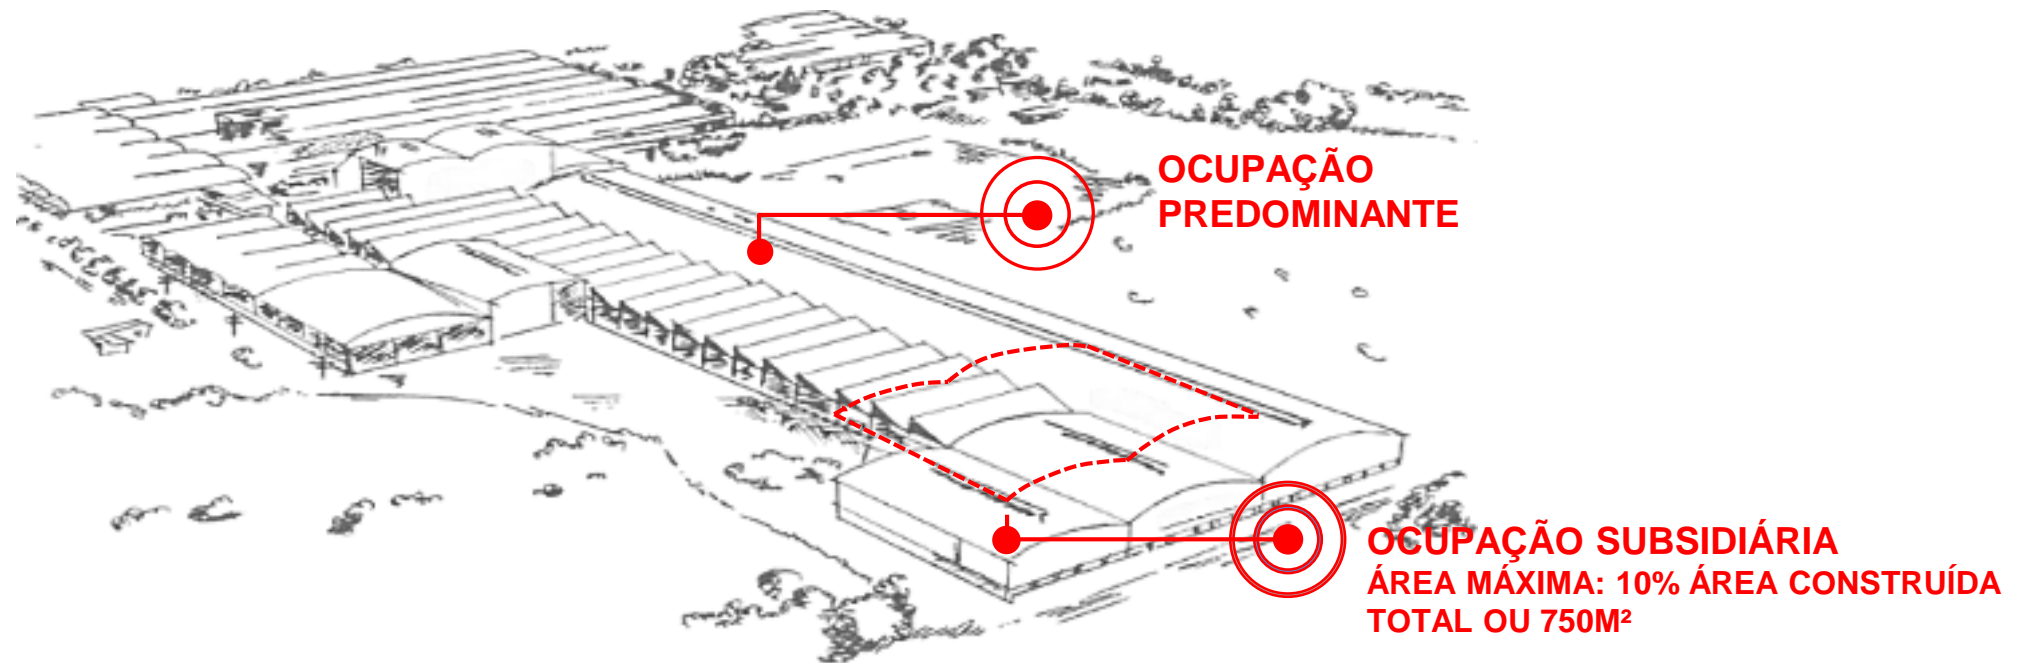 OCUPAÇÃO
PREDOMINANTE
OCUPAÇÃO SUBSIDIÁRIA
ÁREA MÁXIMA: 10% ÁREA CONSTRUÍDA
TOTAL OU 750M²